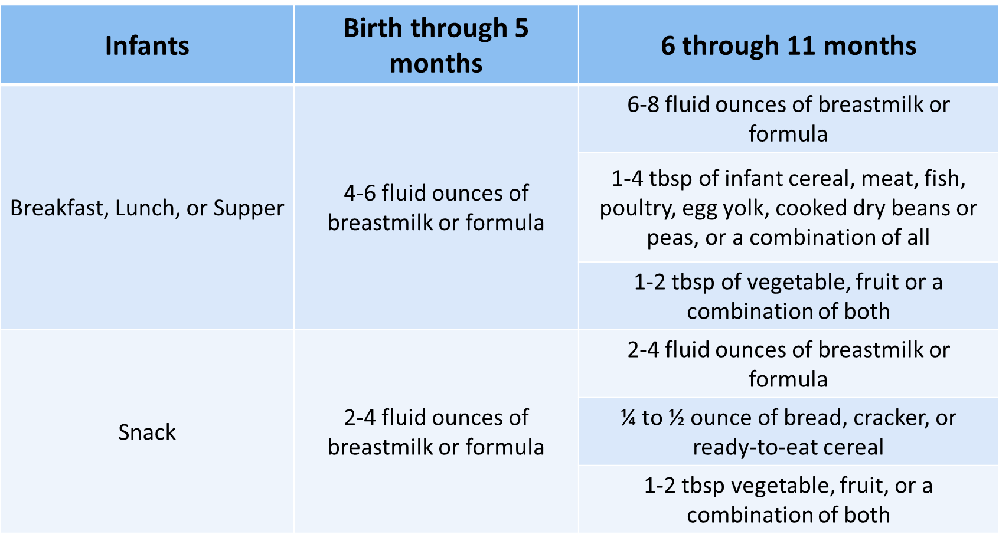 Infants
Birth through 5
months
6 through 11 months
Breakfast, Lunch, or Supper
4-6 fluid ounces of
breastmilk or formula
6-8 fluid ounces of breastmilk or
formula
1-4 tbsp of infant cereal, meat, fish,
poultry, egg yolk, cooked dry beans or
peas, or a combination of all
1-2 tbsp of vegetable, fruit or a
combination of both
Snack
2-4 fluid ounces of
breastmilk or formula
2-4 fluid ounces of breastmilk or
formula
¼ to ½ ounce of bread, cracker, or
ready-to-eat cereal
1-2 tbsp vegetable, fruit, or a
combination of both